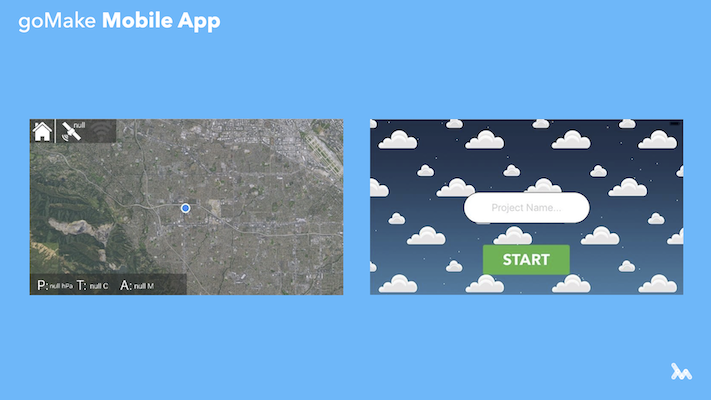 goMake Mobile App
null
P: null hPa T: null C A: null M
Project Name...
START